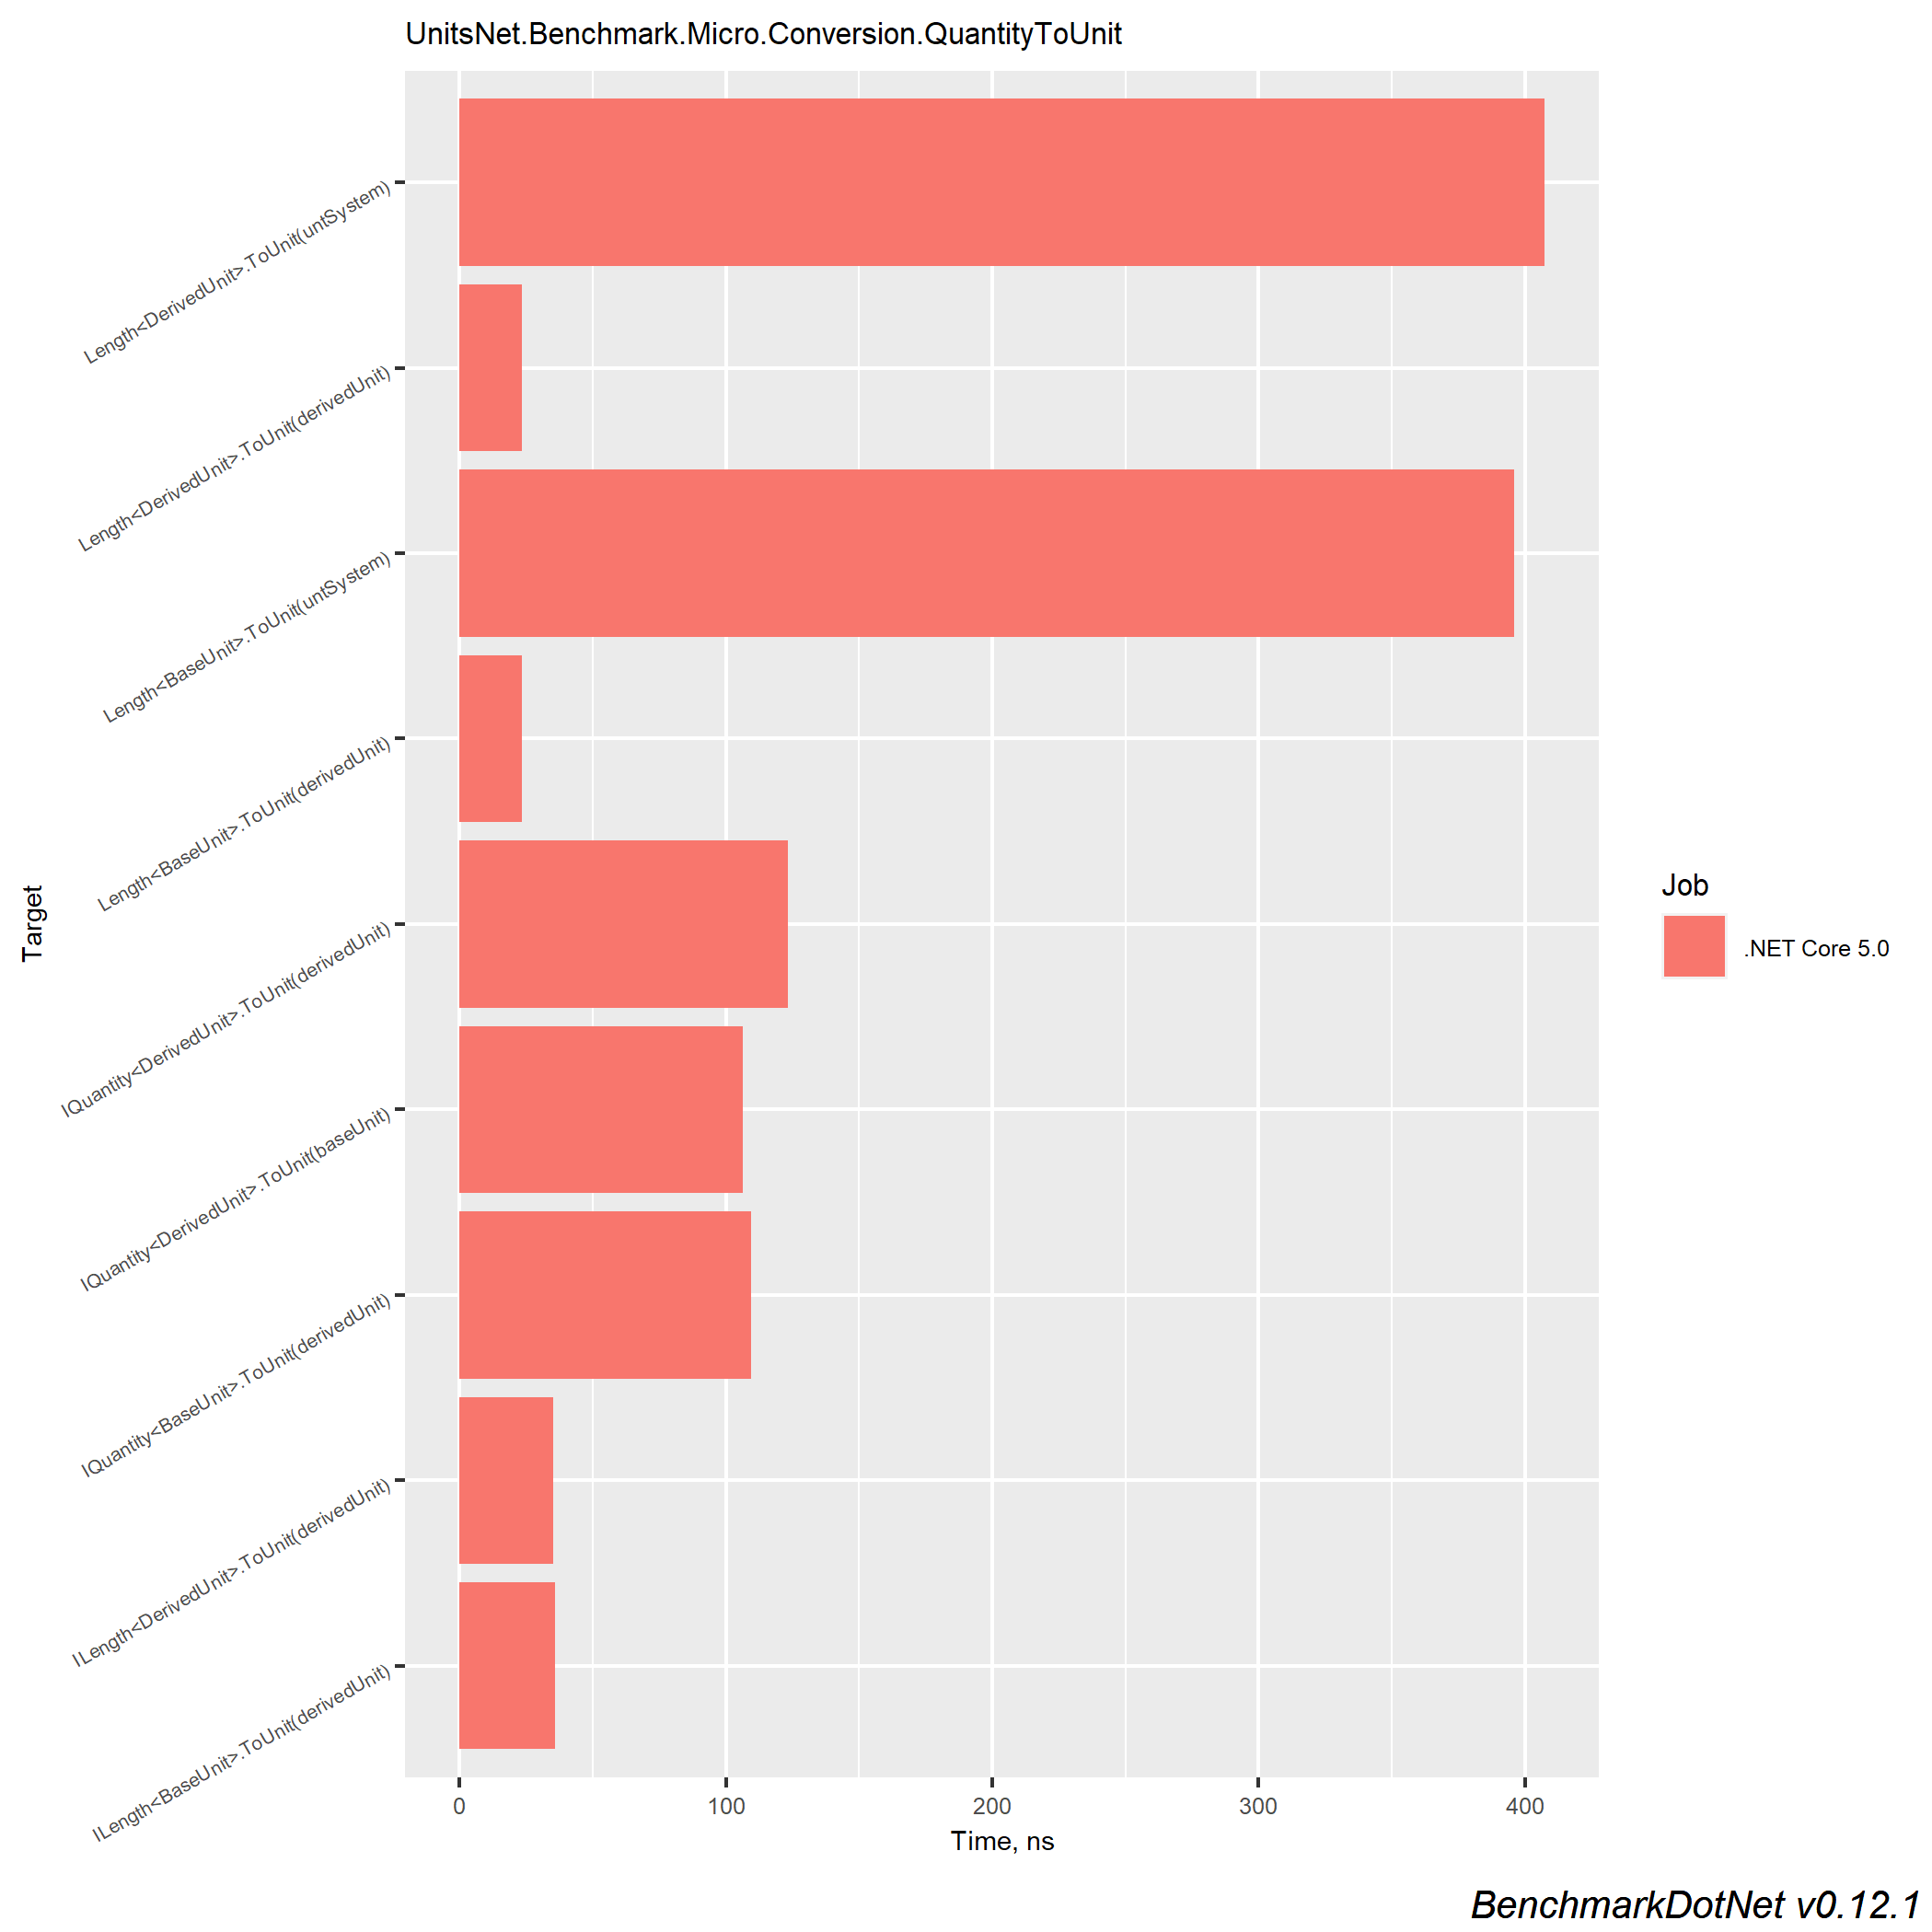 UnitsNet.Benchmark.Micro.Conversion.QuantityToUnit
Length<DerivedUnit>.ToUnit(untSystem)
Length<DerivedUnit>.ToUnit(derivedUnit)
Length<BaseUnit>.ToUnit(untSystem)
Length<BaseUnit>.ToUnit(derivedUnit)
IQuantity<DerivedUnit>.ToUnit(derivedUnit)
IQuantity<DerivedUnit>.ToUnit(baseUnit)
IQuantity<BaseUnit>.ToUnit(derivedUnit)
ILength<DerivedUnit>.ToUnit(derivedUnit)
ILength<BaseUnit>.ToUnit(derivedUnit)
Target
0 100 200 300 400
Time, ns
Job
.NET Core 5.0
BenchmarkDotNet v0.12.1